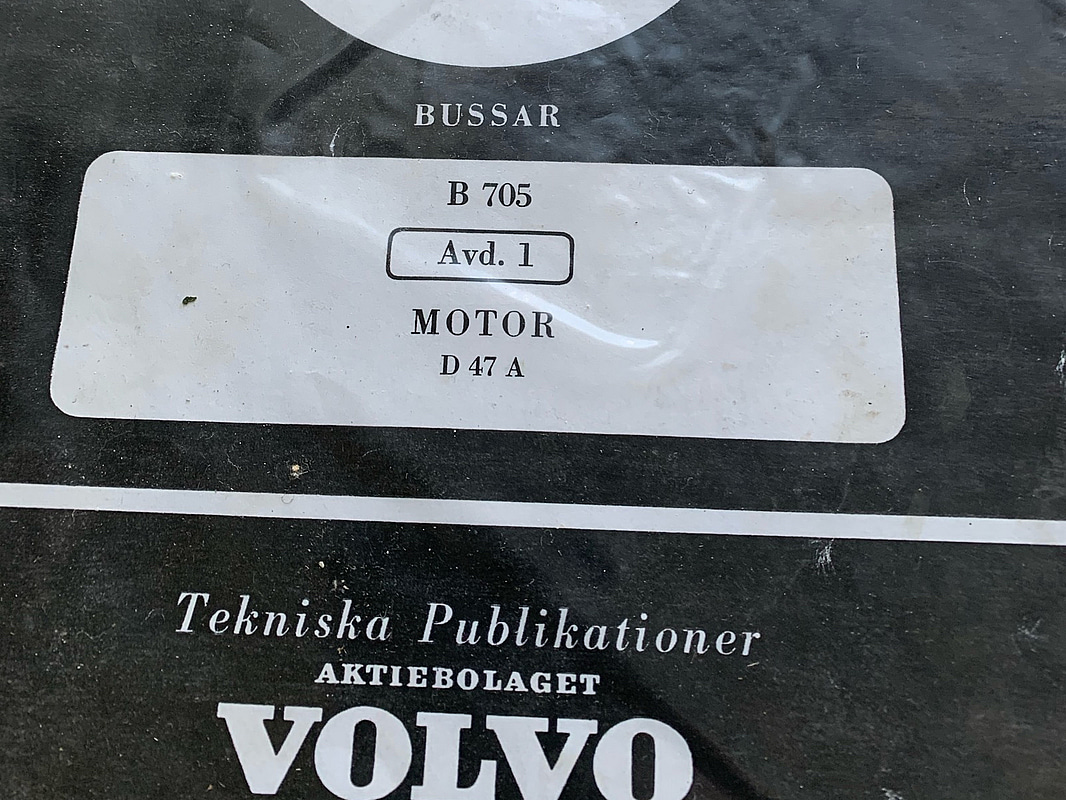 BUSSAR
B 705
Avd. 1
MOTOR
D 47 A
Tekniska Publikationer
AKTIEBOLAGET
VOLVO